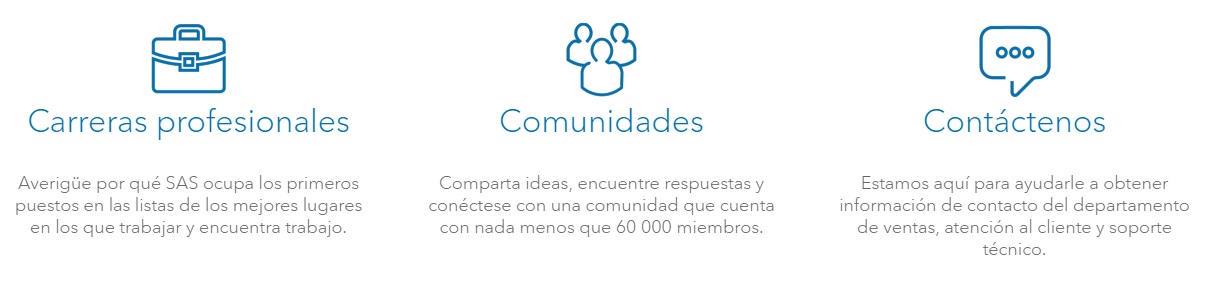 Carreras profesionales
Averigüe por qué SAS ocupa los primeros
puestos en las listas de los mejores lugares
en los que trabajar y encuentra trabajo.
Comunidades
Comparta ideas, encuentre respuestas y
conéctese con una comunidad que cuenta
con nada menos que 60 000 miembros.
Contáctenos
Estamos aquí para ayudarle a obtener
información de contacto del departamento
de ventas, atención al cliente y soporte
técnico.